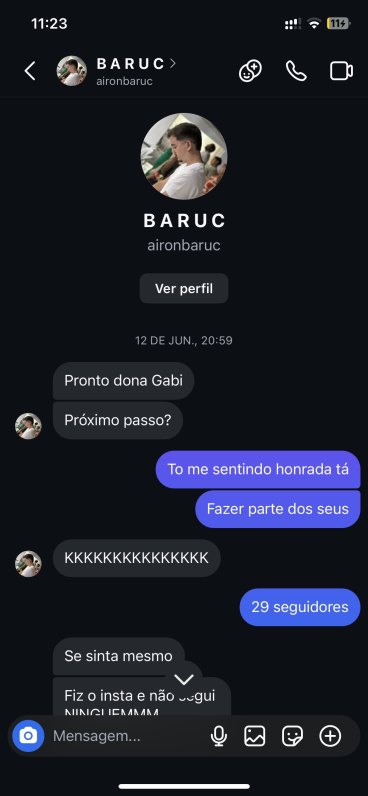 11:23
11
BARUC
aironbaruc
BARUC
aironbaruc
Ver perfil
12 DE JUN., 20:59
Pronto dona Gabi
Próximo passo?
To me sentindo honrada tá
Fazer parte dos seus
KKKKKKKKKKKKKKK
29 seguidores
Se sinta mesmo
Fiz o insta e não segui
NINGUEMMM
Mensagem...